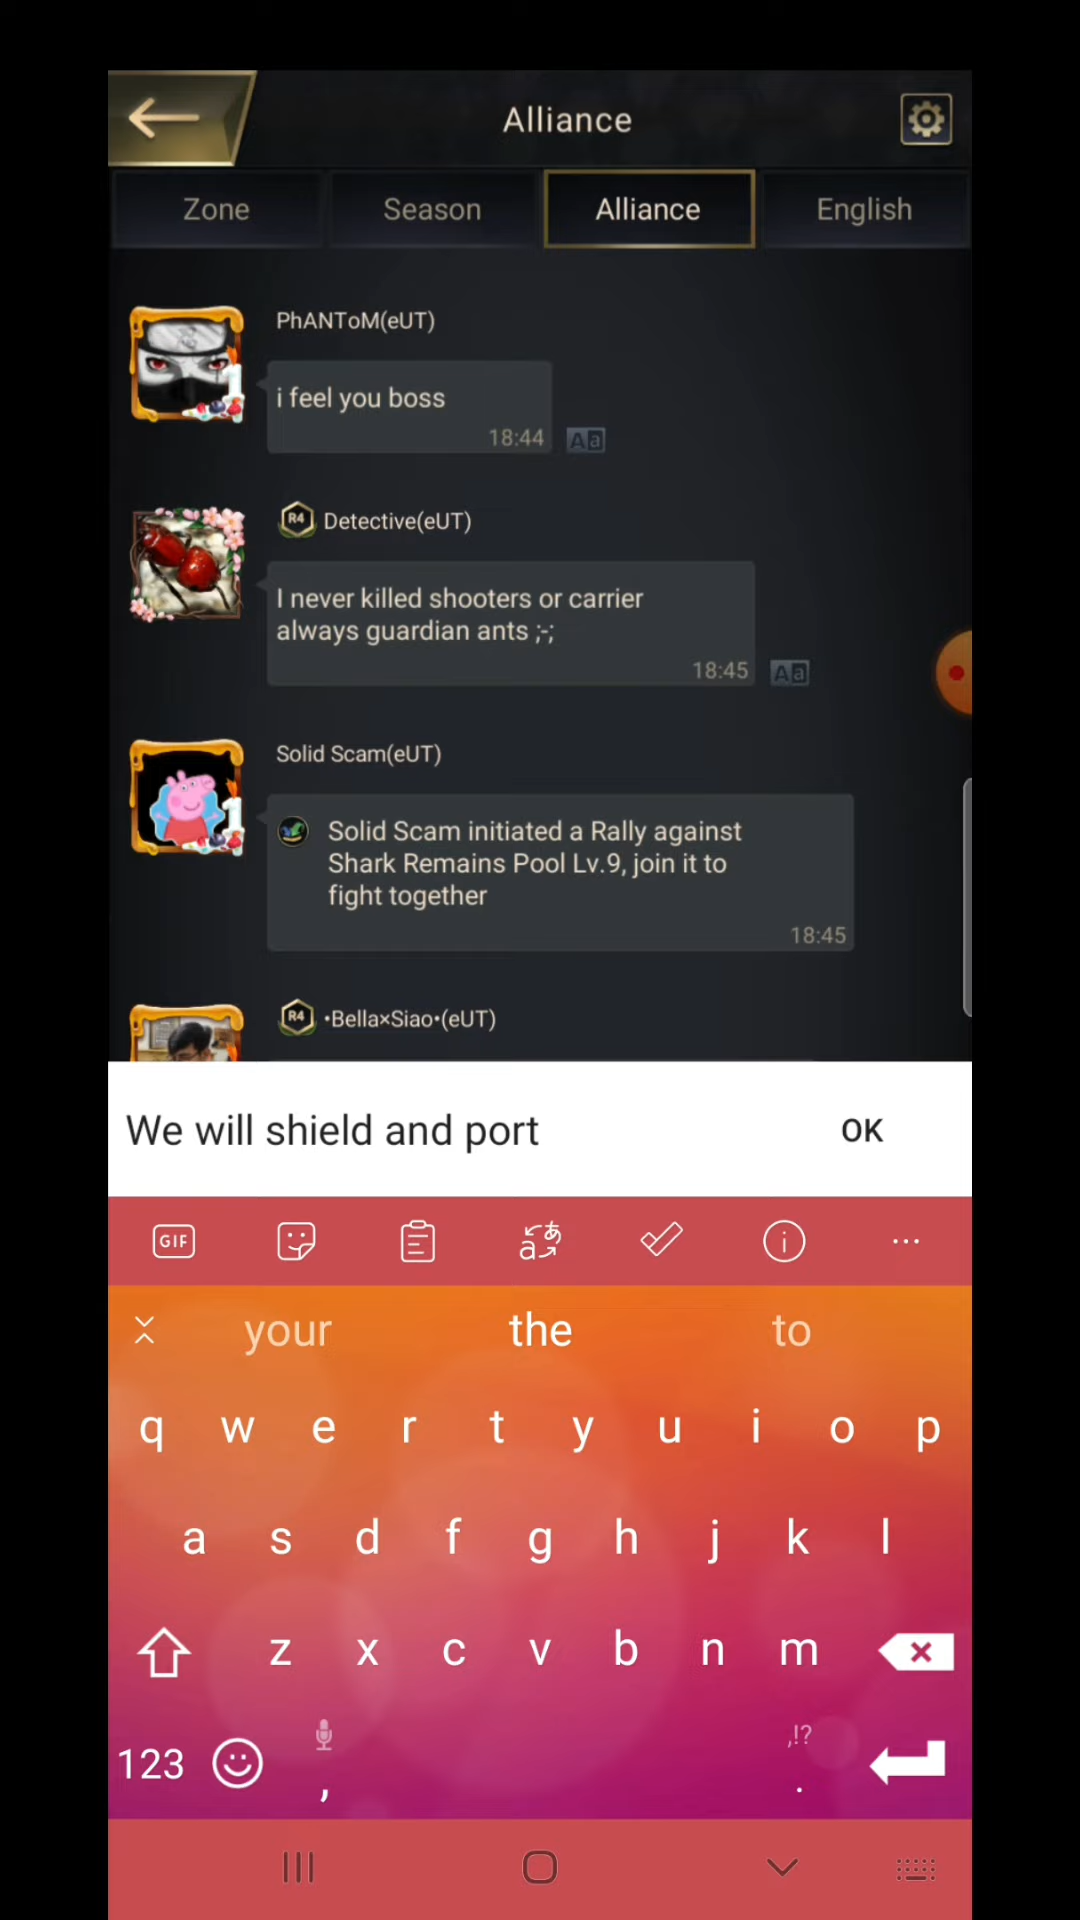 Alliance
Zone
Season
Alliance
English
PhANToM(eUT)
i feel you boss
18:44
Aa
R4 Detective(eUT)
I never killed shooters or carrier
always guardian ants ;-;
18:45
Aa
Solid Scam(eUT)
Solid Scam initiated a Rally against
Shark Remains Pool Lv.9, join it to
fight together
18:45
R4 •Bella×Siao•(eUT)
We will shield and port
OK
GIF
aあ
your the to
q w e r t y u i o p
a s d f g h j k l
z x c v b n m
,!?
123 , .